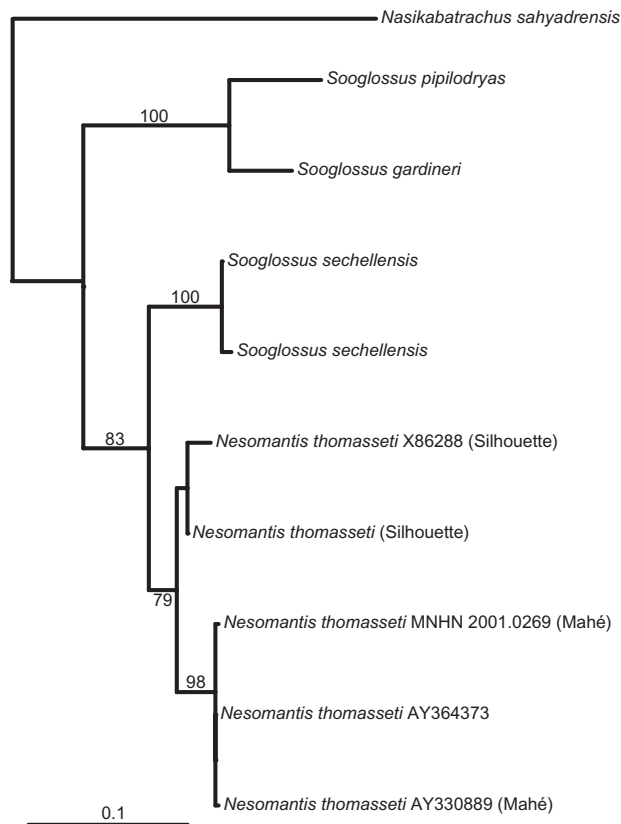 Nasikabatrachus sahyadrensis
Sooglossus pipilodryas
100
Sooglossus gardineri
Sooglossus sechellensis
100
Sooglossus sechellensis
83
Nesomantis thomasseti X86288 (Silhouette)
Nesomantis thomasseti (Silhouette)
79
Nesomantis thomasseti MNHN 2001.0269 (Mahé)
98
Nesomantis thomasseti AY364373
Nesomantis thomasseti AY330889 (Mahé)
0.1